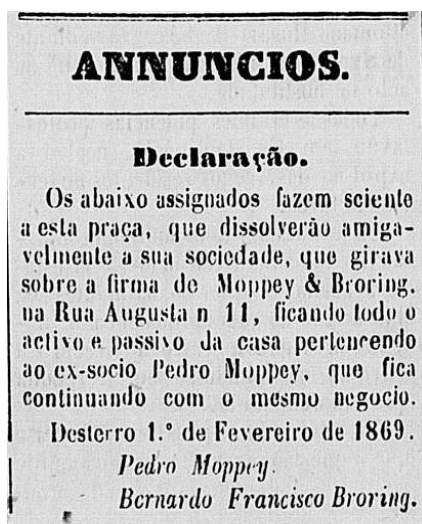 ANNUNCIOS.
Declaração.
Os abaixo assignados fazem sciente
a esta praça, que dissolverão amiga-
velmente a sua sociedade, que girava
sobre a firma de Moppey & Broring,
na Rua Augusta n 11, ficando todo o
activo e passivo da casa pertencendo
ao ex-socio Pedro Moppey, que fica
continuando com o mesmo negocio.
Desterro 1.º de Fevereiro de 1869.
Pedro Moppey.
Bernardo Francisco Broring.